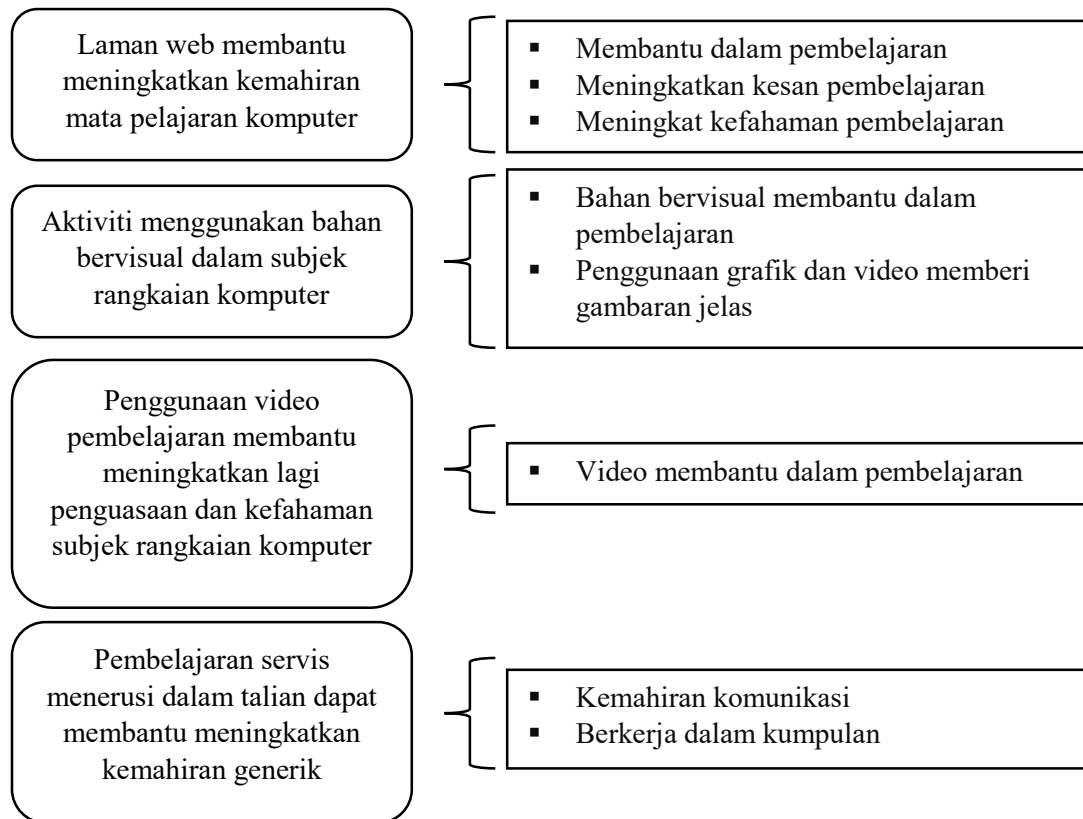 Laman web membantu
meningkatkan kemahiran
mata pelajaran komputer
▪ Membantu dalam pembelajaran
▪ Meningkatkan kesan pembelajaran
▪ Meningkat kefahaman pembelajaran
Aktiviti menggunakan bahan
bervisual dalam subjek
rangkaian komputer
▪ Bahan bervisual membantu dalam
pembelajaran
▪ Penggunaan grafik dan video memberi
gambaran jelas
Penggunaan video
pembelajaran membantu
meningkatkan lagi
penguasaan dan kefahaman
subjek rangkaian komputer
▪ Video membantu dalam pembelajaran
Pembelajaran servis
menerusi dalam talian dapat
membantu meningkatkan
kemahiran generik
▪ Kemahiran komunikasi
▪ Berkerja dalam kumpulan